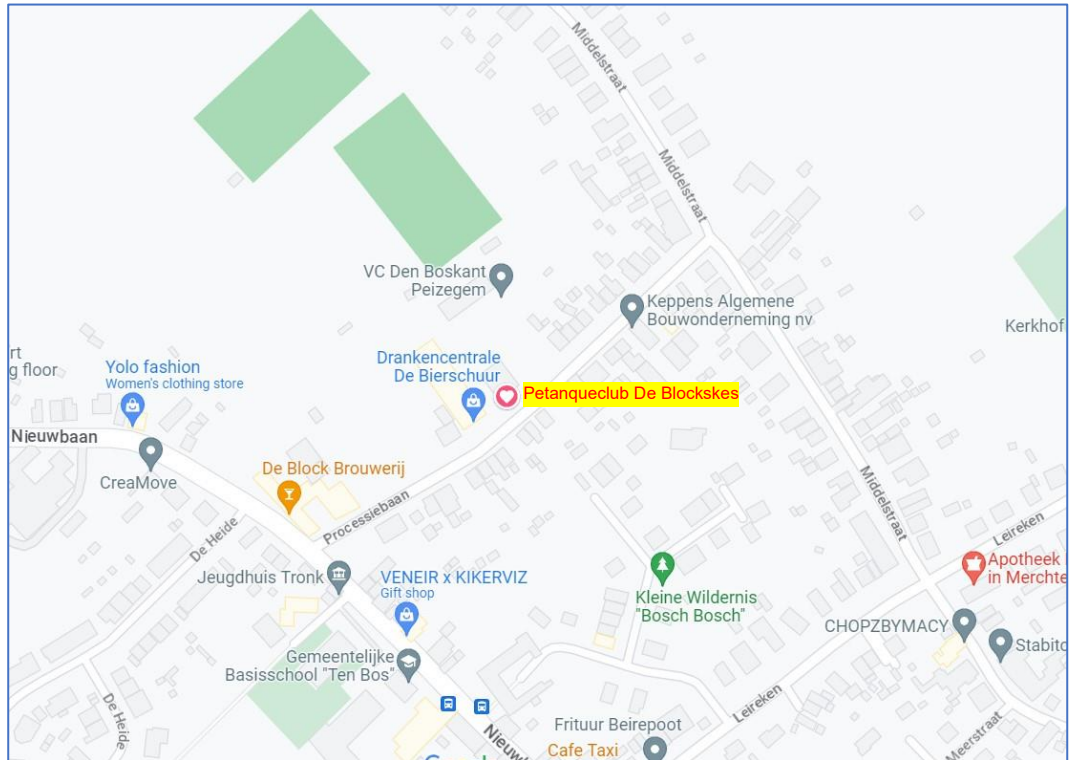 Middelstraat
Middelstraat
VC Den Boskant
Peizegem
Keppens Algemene
Bouwonderneming nv
Kerkhof
rt
g floor
Yolo fashion
Women's clothing store
Drankencentrale
De Bierschuur
Petanqueclub De Blockskes
Nieuwbaan
CreaMove
De Block Brouwerij
Processiebaan
Middelstraat
De Heide
Leireken
Jeugdhuis Tronk
VENEIR x KIKERVIZ
Gift shop
Kleine Wildernis
"Bosch Bosch"
Apotheek
in Merchte
CHOPZBYMACY
Stabito
Gemeentelijke
Basisschool "Ten Bos"
De Heide
Leireken
Meerstraat
Nieuw
Frituur Beirepoot
Cafe Taxi